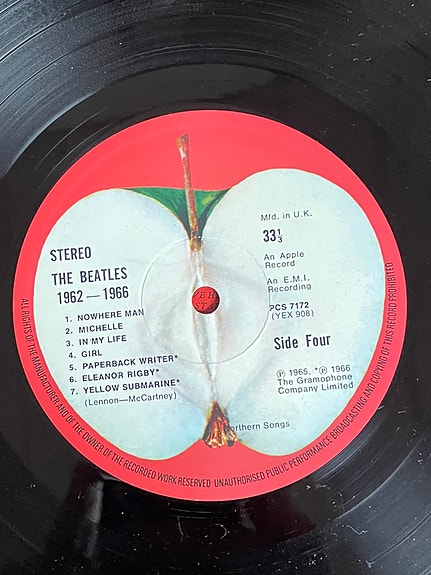 STEREO
THE BEATLES
1962 — 1966
1. NOWHERE MAN
2. MICHELLE
3. IN MY LIFE
4. GIRL
5. PAPERBACK WRITER*
6. ELEANOR RIGBY*
7. YELLOW SUBMARINE*
(Lennon—McCartney)
Mfd. in U.K.
33⅓
An Apple
Record
An E.M.I.
Recording
PCS 7172
(YEX 908)
Side Four
℗ 1965, *℗ 1966
The Gramophone
Company Limited
Northern Songs
ALL RIGHTS OF THE MANUFACTURER AND OF THE OWNER OF THE RECORDED WORK RESERVED·UNAUTHORISED PUBLIC PERFORMANCE BROADCASTING AND COPYING OF THIS RECORD PROHIBITED